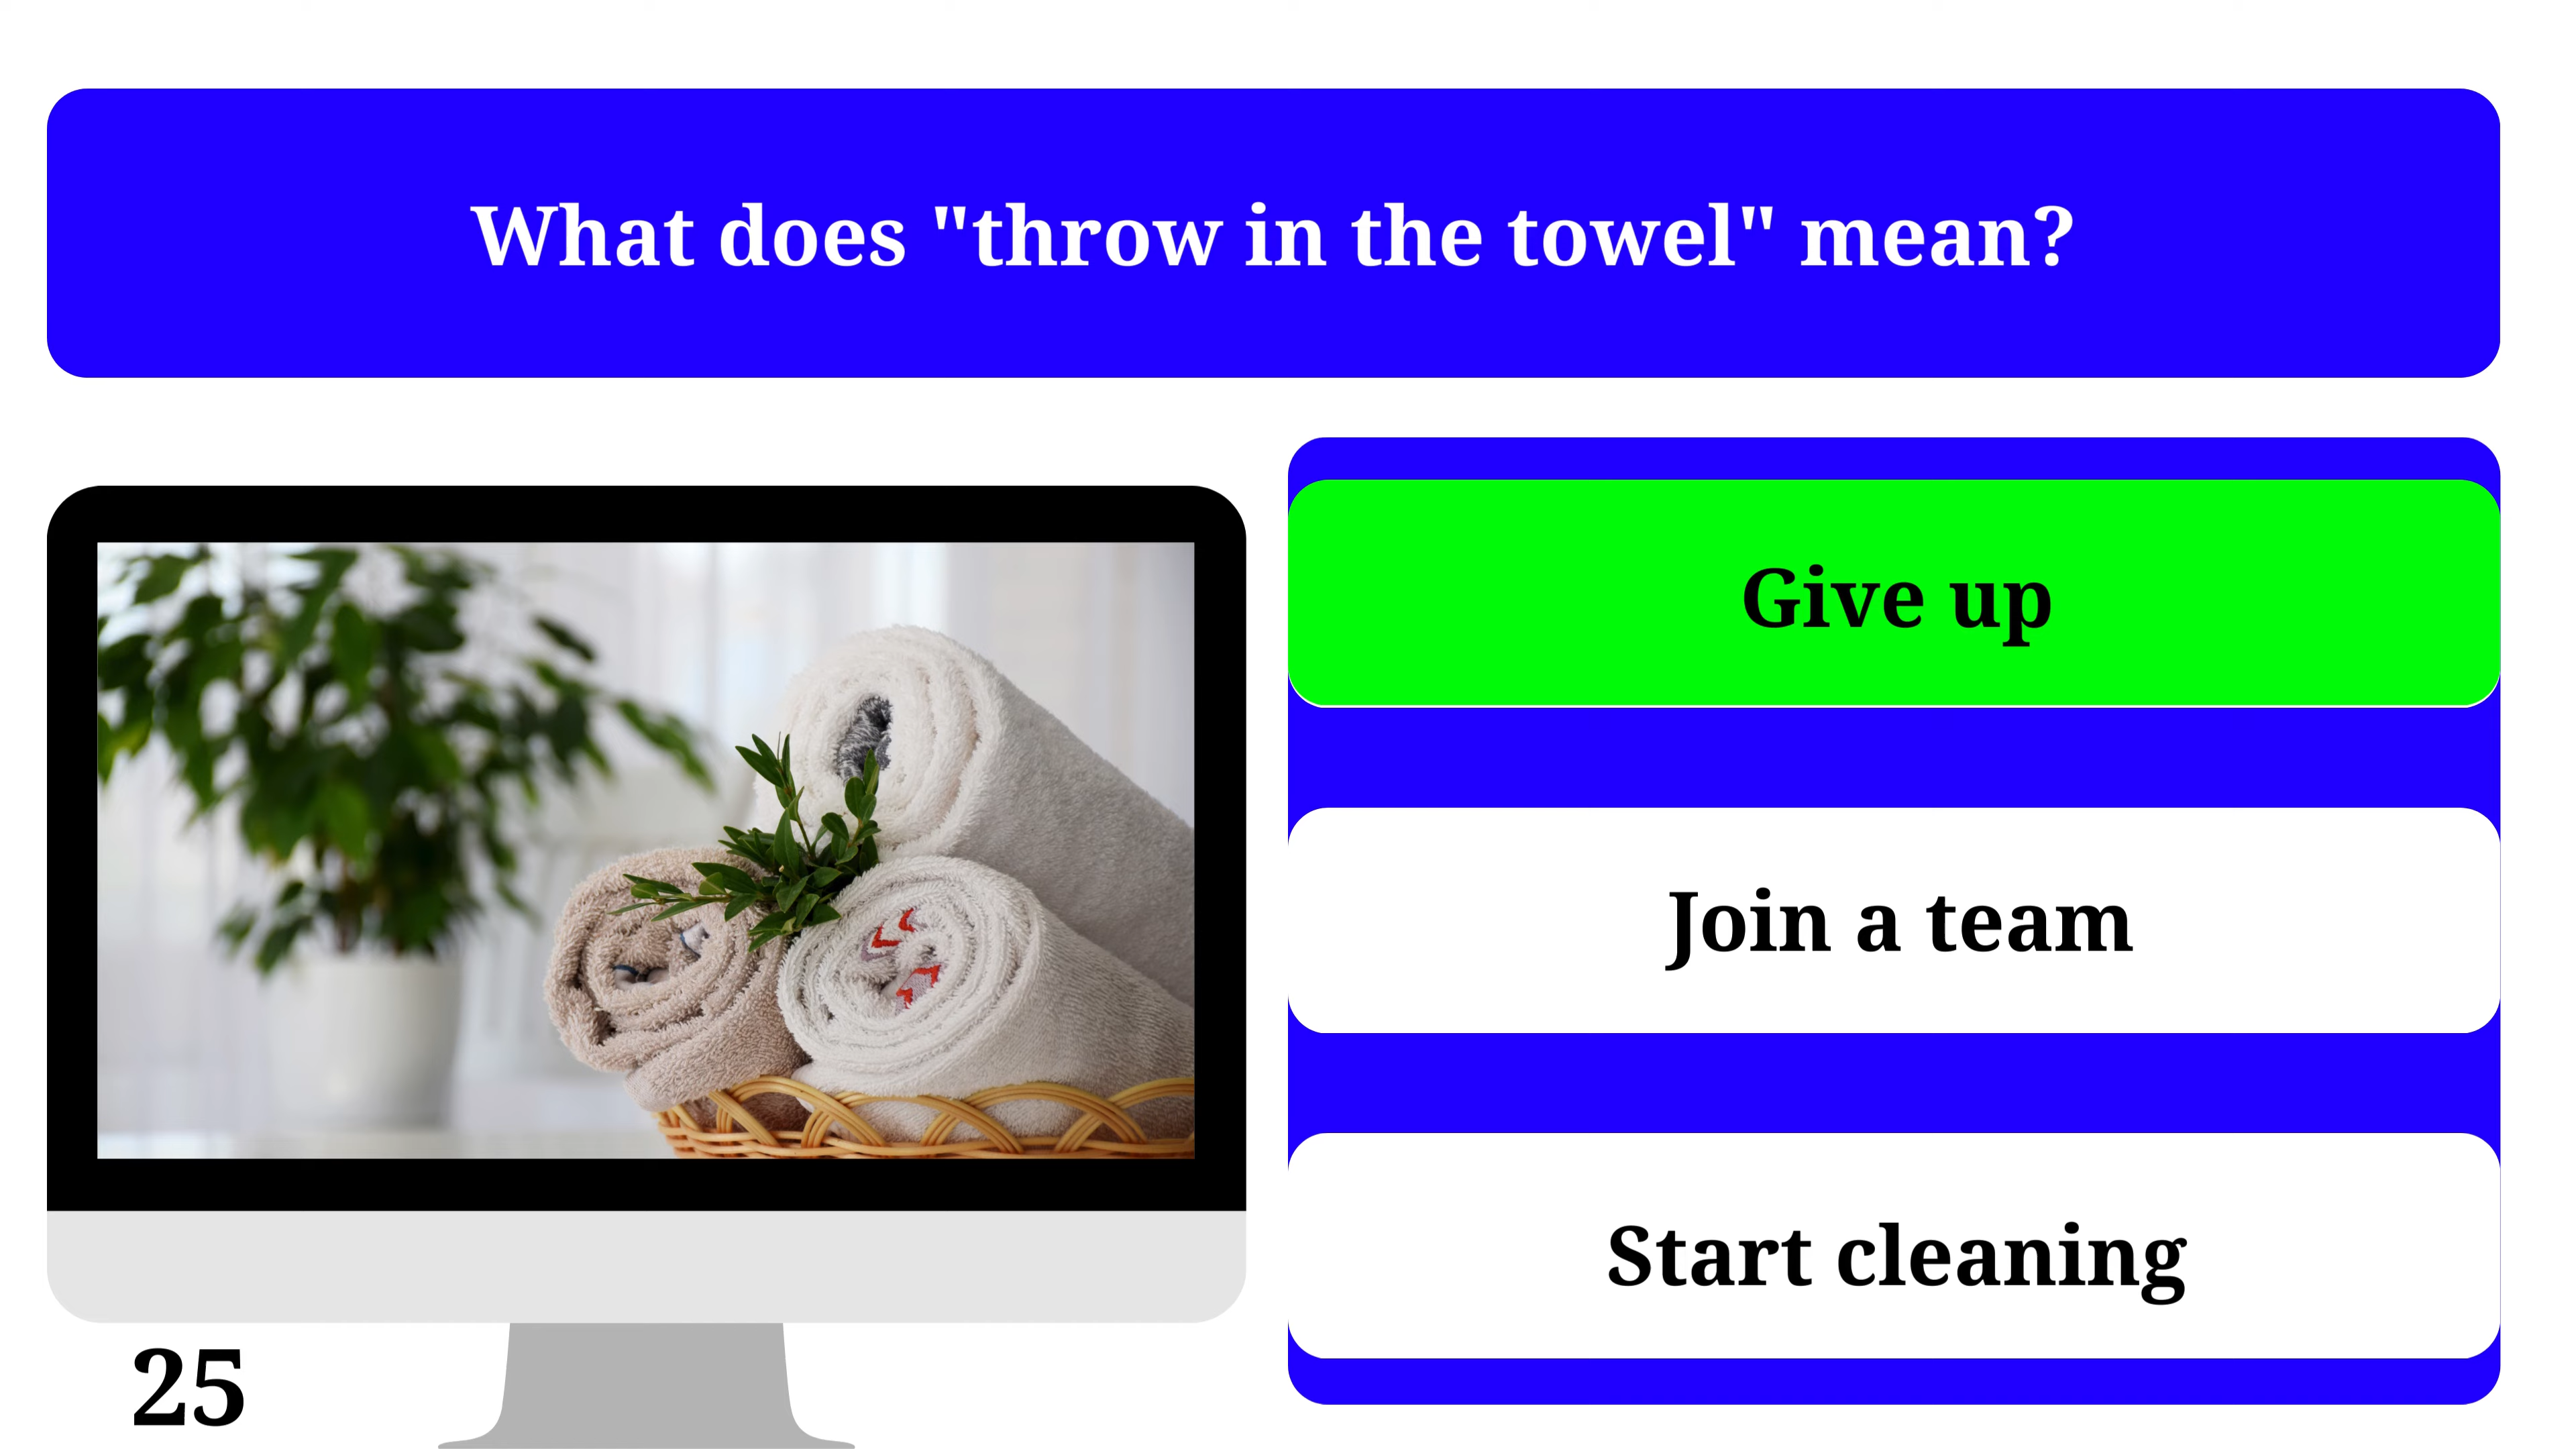 What does "throw in the towel" mean?
Give up
Join a team
Start cleaning
25